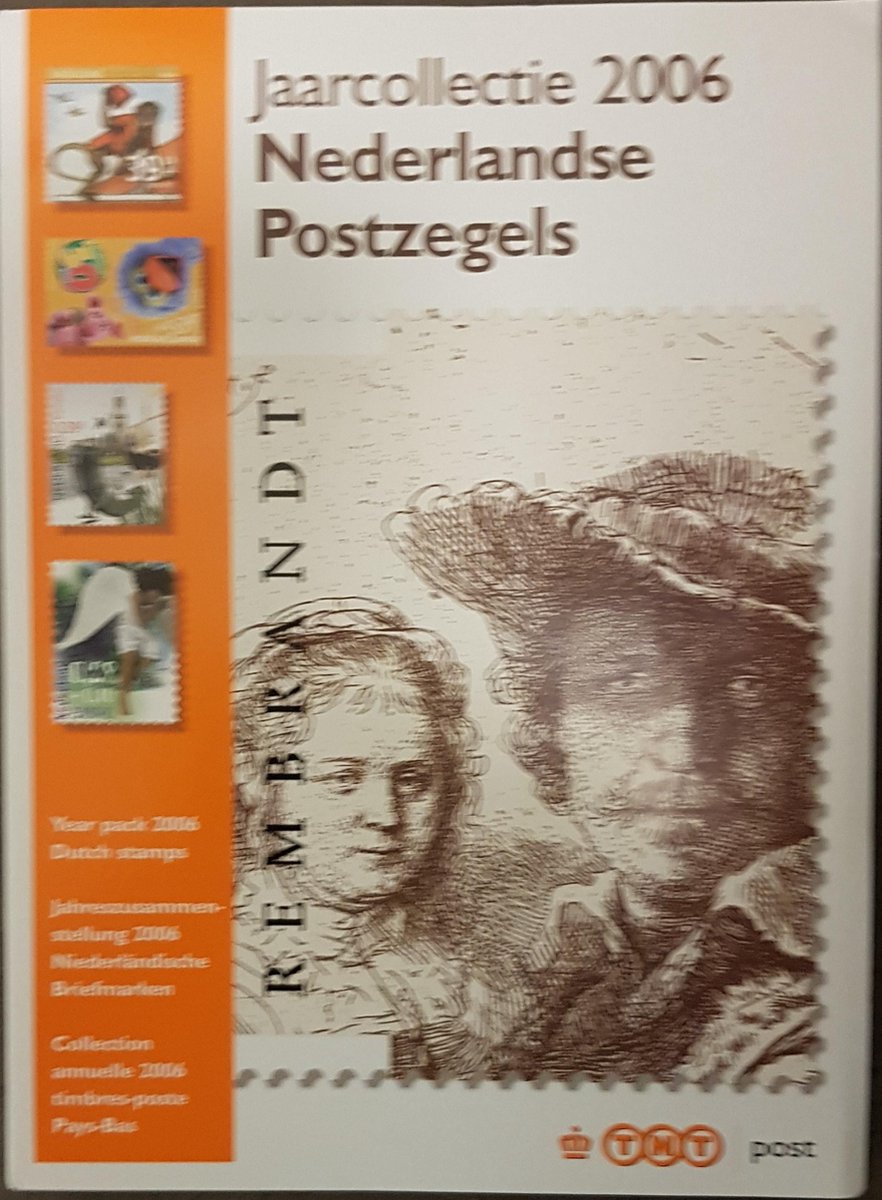 Jaarcollectie 2006
Nederlandse
Postzegels
REMBRANDT
Year pack 2006
Dutch stamps
Jahreszusammen-
stellung 2006
Niederländische
Briefmarken
Collection
annuelle 2006
timbres-poste
Pays-Bas
TNT post